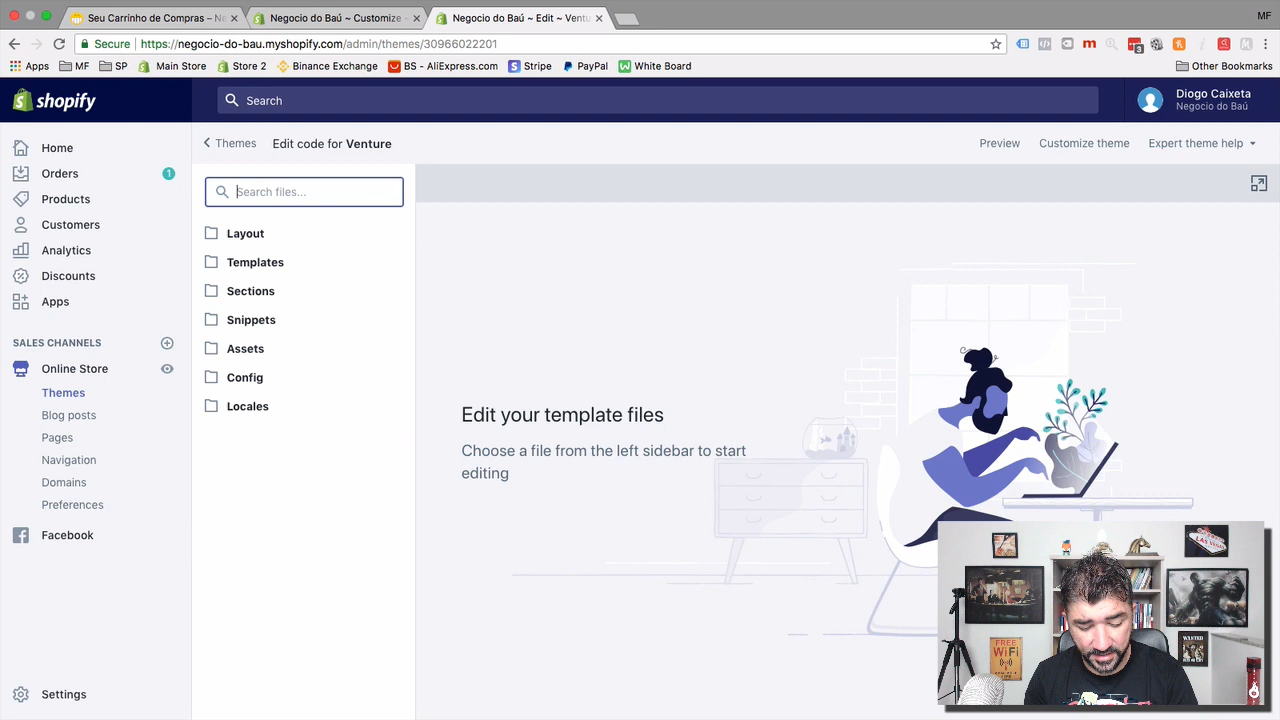 Seu Carrinho de Compras – Ne
Negocio do Baú ~ Customize ~
Negocio do Baú ~ Edit ~ Ventu
MF
Secure
https://negocio-do-bau.myshopify.com/admin/themes/30966022201
3
Apps
MF
SP
Main Store
Store 2
Binance Exchange
BS - AliExpress.com
Stripe
PayPal
White Board
Other Bookmarks
shopify
Search
Diogo Caixeta
Negocio do Baú
Themes
Edit code for Venture
Preview
Customize theme
Expert theme help
Home
Orders
1
Products
Customers
Analytics
Discounts
Apps
SALES CHANNELS
Online Store
Themes
Blog posts
Pages
Navigation
Domains
Preferences
Facebook
Settings
Search files...
Layout
Templates
Sections
Snippets
Assets
Config
Locales
Edit your template files
Choose a file from the left sidebar to start
editing
LAS VEGAS
FREE
WiFi
WANTED